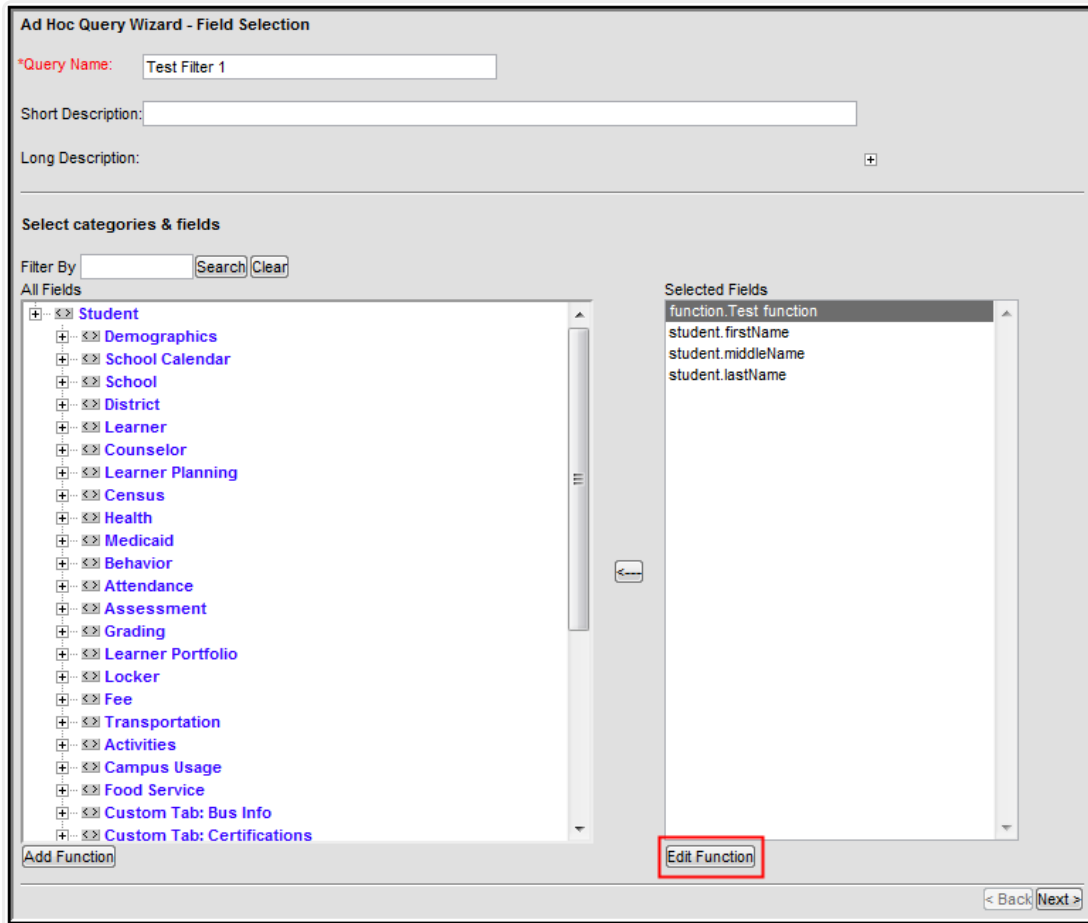 Ad Hoc Query Wizard - Field Selection
*Query Name: Test Filter 1
Short Description:
Long Description:
Select categories & fields
Filter By Search Clear
All Fields
Student
Demographics
School Calendar
School
District
Learner
Counselor
Learner Planning
Census
Health
Medicaid
Behavior
Attendance
Assessment
Grading
Learner Portfolio
Locker
Fee
Transportation
Activities
Campus Usage
Food Service
Custom Tab: Bus Info
Custom Tab: Certifications
Add Function
<---
Selected Fields
function.Test function
student.firstName
student.middleName
student.lastName
Edit Function
< Back Next >